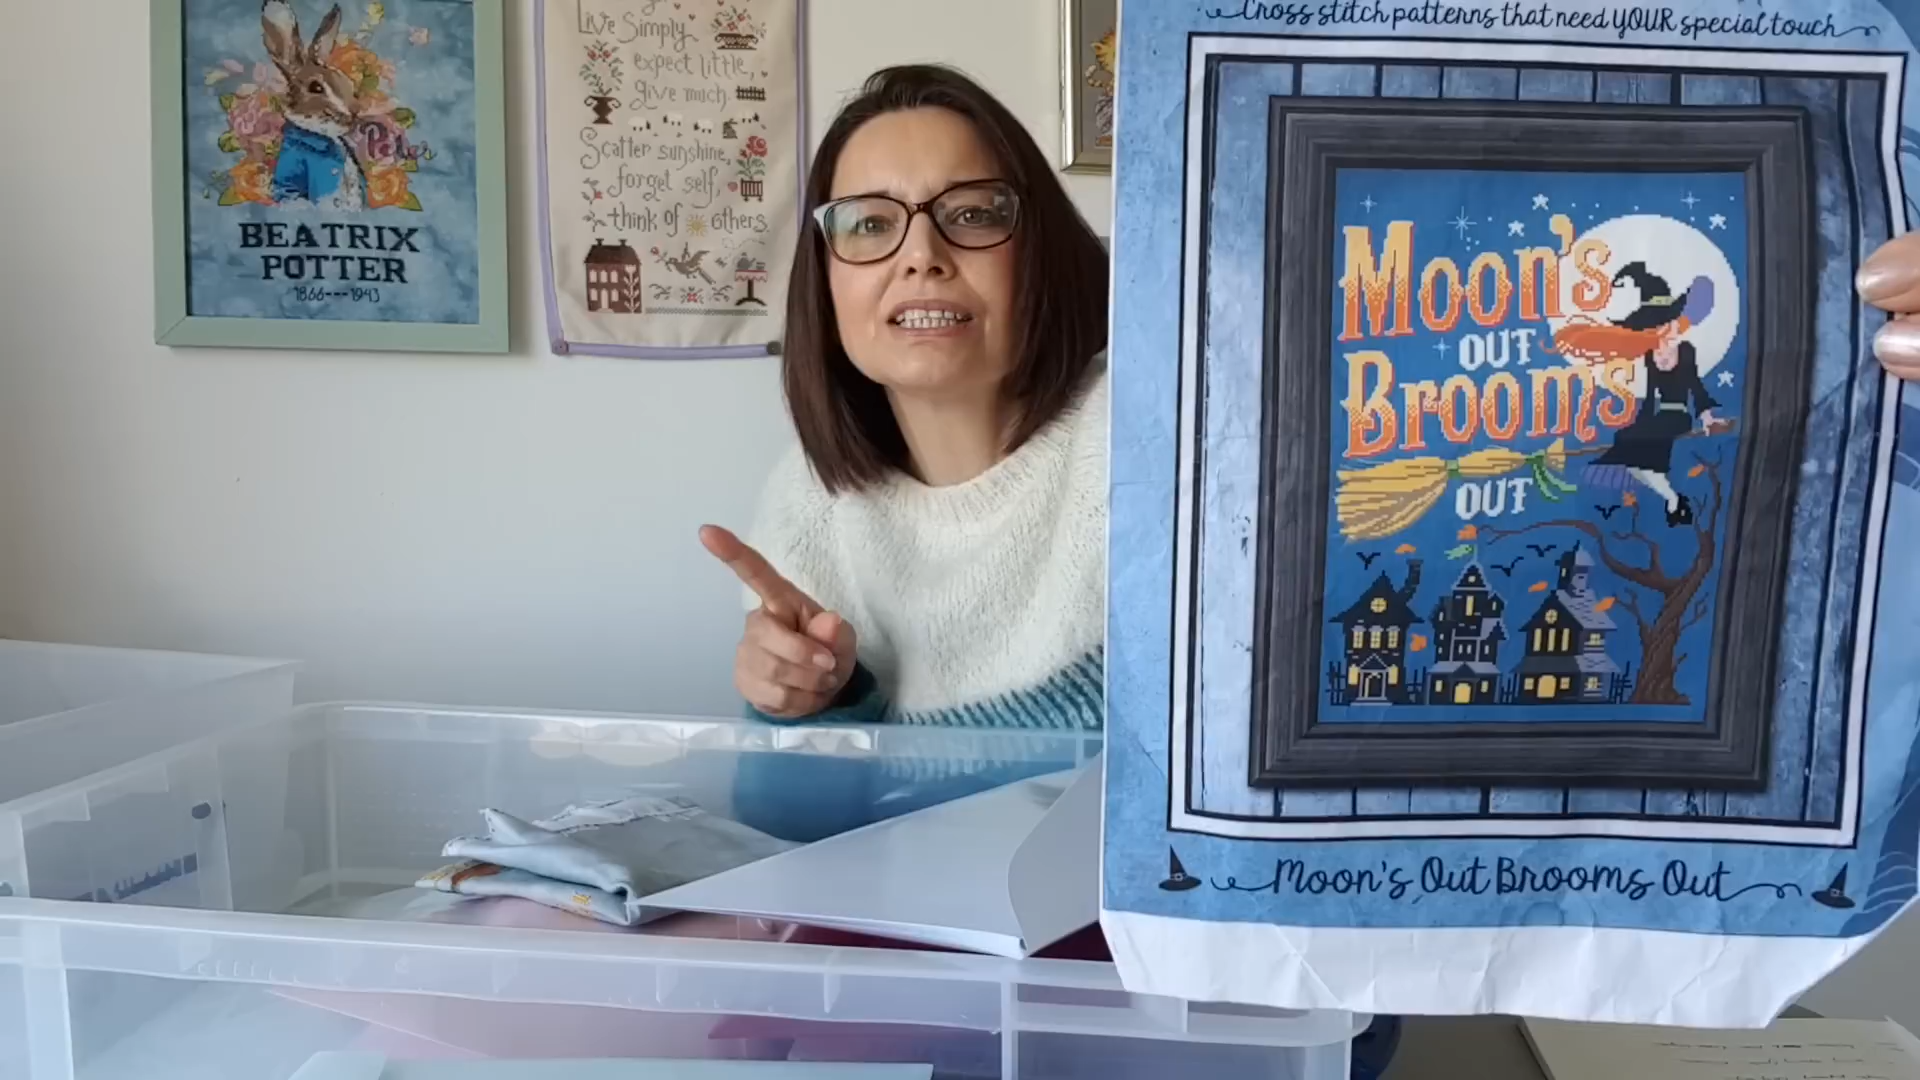 BEATRIX
POTTER
1866---1943
Peter
Live Simply,
expect little,
give much.
Scatter sunshine,
forget self,
think of others.
Cross stitch patterns that need YOUR special touch
Moon's
OUT
Brooms
OUT
Moon's Out Brooms Out